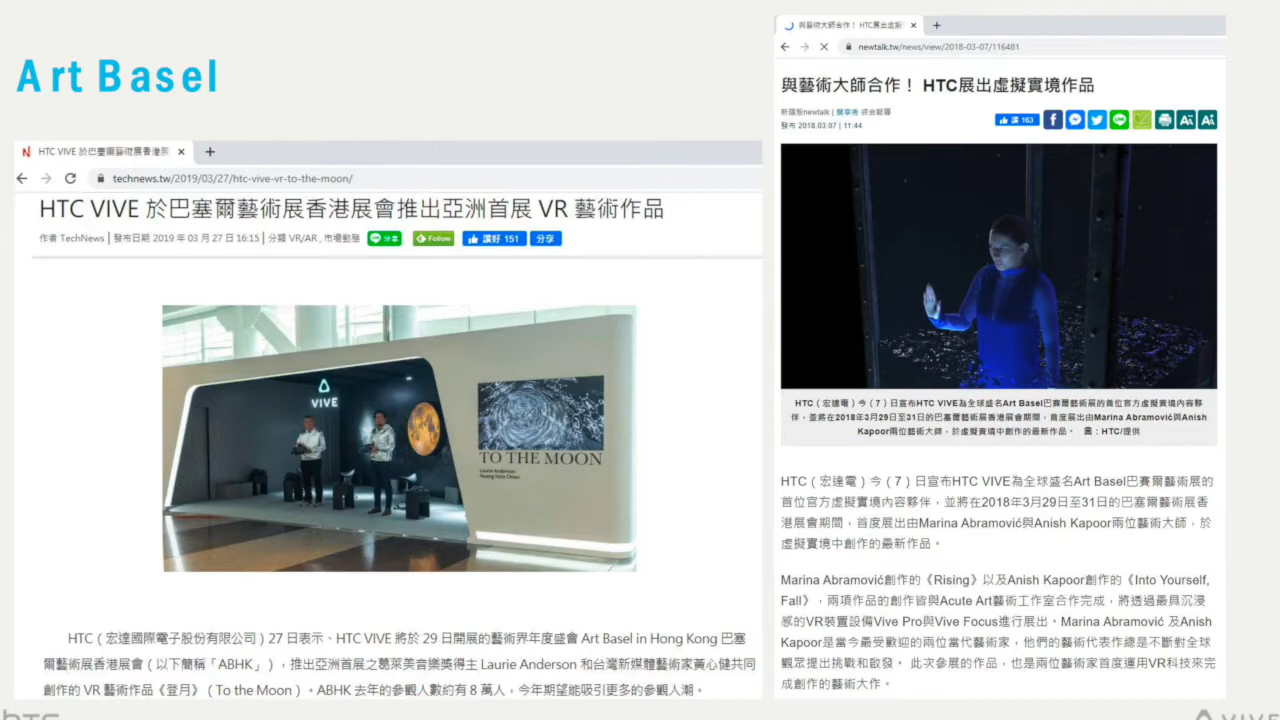 Art Basel
HTC VIVE 於巴塞爾藝術展香港展
technews.tw/2019/03/27/htc-vive-vr-to-the-moon/
HTC VIVE 於巴塞爾藝術展香港展會推出亞洲首展 VR 藝術作品
作者 TechNews | 發布日期 2019 年 03 月 27 日 16:15 | 分類 VR/AR , 市場動態 分享 Follow 讚好 151 分享
VIVE
TO THE MOON
Laurie Anderson
Hsin-Chien
HTC（宏達國際電子股份有限公司）27 日表示、HTC VIVE 將於 29 日開展的藝術界年度盛會 Art Basel in Hong Kong 巴塞
爾藝術展香港展會（以下簡稱「ABHK」），推出亞洲首展之葛萊美音樂獎得主 Laurie Anderson 和台灣新媒體藝術家黃心健共同
創作的 VR 藝術作品《登月》（To the Moon）。ABHK 去年的參觀人數約有 8 萬人，今年期望能吸引更多的參觀人潮。
與藝術大師合作！ HTC展出虛擬
newtalk.tw/news/view/2018-03-07/116481
與藝術大師合作！ HTC展出虛擬實境作品
新頭殼newtalk | 綜合報導
發布 2018.03.07 | 11:44
讚 163
HTC（宏達電）今（7）日宣布HTC VIVE為全球盛名Art Basel巴賽爾藝術展的首位官方虛擬實境內容夥
伴，並將在2018年3月29日至31日的巴塞爾藝術展香港展會期間，首度展出由Marina Abramović與Anish
Kapoor兩位藝術大師，於虛擬實境中創作的最新作品。 圖：HTC/提供
HTC（宏達電）今（7）日宣布HTC VIVE為全球盛名Art Basel巴賽爾藝術展的
首位官方虛擬實境內容夥伴，並將在2018年3月29日至31日的巴塞爾藝術展香
港展會期間，首度展出由Marina Abramović與Anish Kapoor兩位藝術大師，於
虛擬實境中創作的最新作品。
Marina Abramović創作的《Rising》以及Anish Kapoor創作的《Into Yourself,
Fall》，兩項作品的創作皆與Acute Art藝術工作室合作完成，將透過最具沉浸
感的VR裝置設備Vive Pro與Vive Focus進行展出。Marina Abramović 及Anish
Kapoor是當今最受歡迎的兩位當代藝術家，他們的藝術代表作總是不斷對全球
觀眾提出挑戰和啟發。 此次參展的作品，也是兩位藝術家首度運用VR科技來完
成創作的藝術大作。
hTC
VIVE